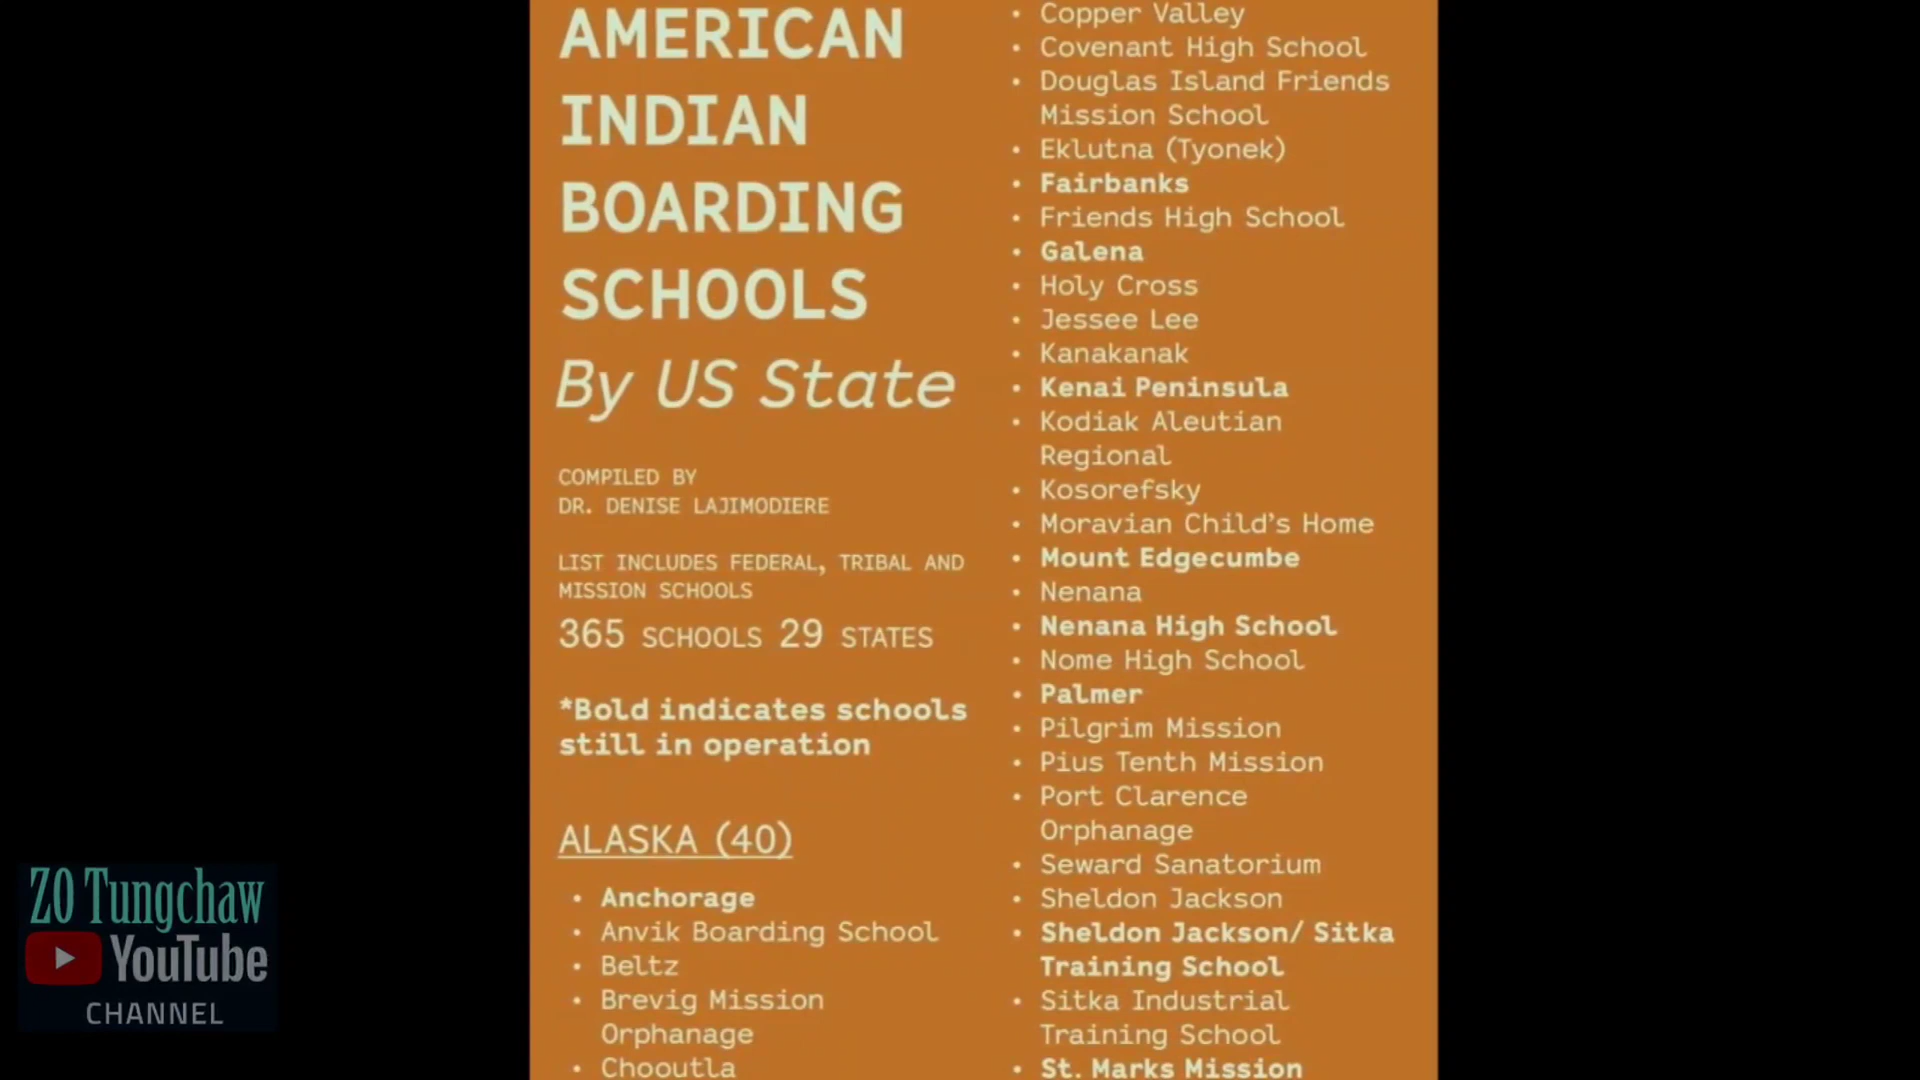 AMERICAN
INDIAN
BOARDING
SCHOOLS
By US State
COMPILED BY
DR. DENISE LAJIMODIERE
LIST INCLUDES FEDERAL, TRIBAL AND
MISSION SCHOOLS
365 SCHOOLS 29 STATES
*Bold indicates schools
still in operation
ALASKA (40)
• Anchorage
• Anvik Boarding School
• Beltz
• Brevig Mission
Orphanage
• Chooutla
• Copper Valley
• Covenant High School
• Douglas Island Friends
Mission School
• Eklutna (Tyonek)
• Fairbanks
• Friends High School
• Galena
• Holy Cross
• Jessee Lee
• Kanakanak
• Kenai Peninsula
• Kodiak Aleutian
Regional
• Kosorefsky
• Moravian Child’s Home
• Mount Edgecumbe
• Nenana
• Nenana High School
• Nome High School
• Palmer
• Pilgrim Mission
• Pius Tenth Mission
• Port Clarence
Orphanage
• Seward Sanatorium
• Sheldon Jackson
• Sheldon Jackson/ Sitka
Training School
• Sitka Industrial
Training School
• St. Marks Mission
ZO Tungchaw
YouTube
CHANNEL